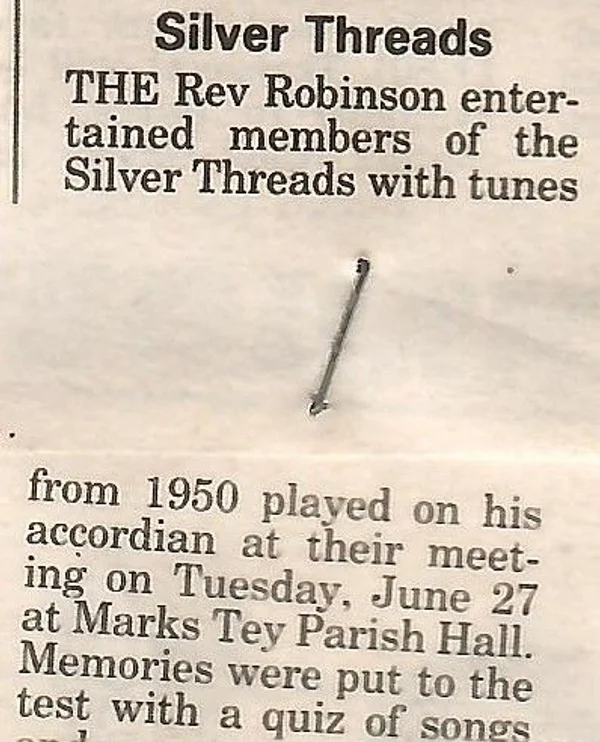 Silver Threads
THE Rev Robinson enter-
tained members of the
Silver Threads with tunes
from 1950 played on his
accordian at their meet-
ing on Tuesday, June 27
at Marks Tey Parish Hall.
Memories were put to the
test with a quiz of songs
and